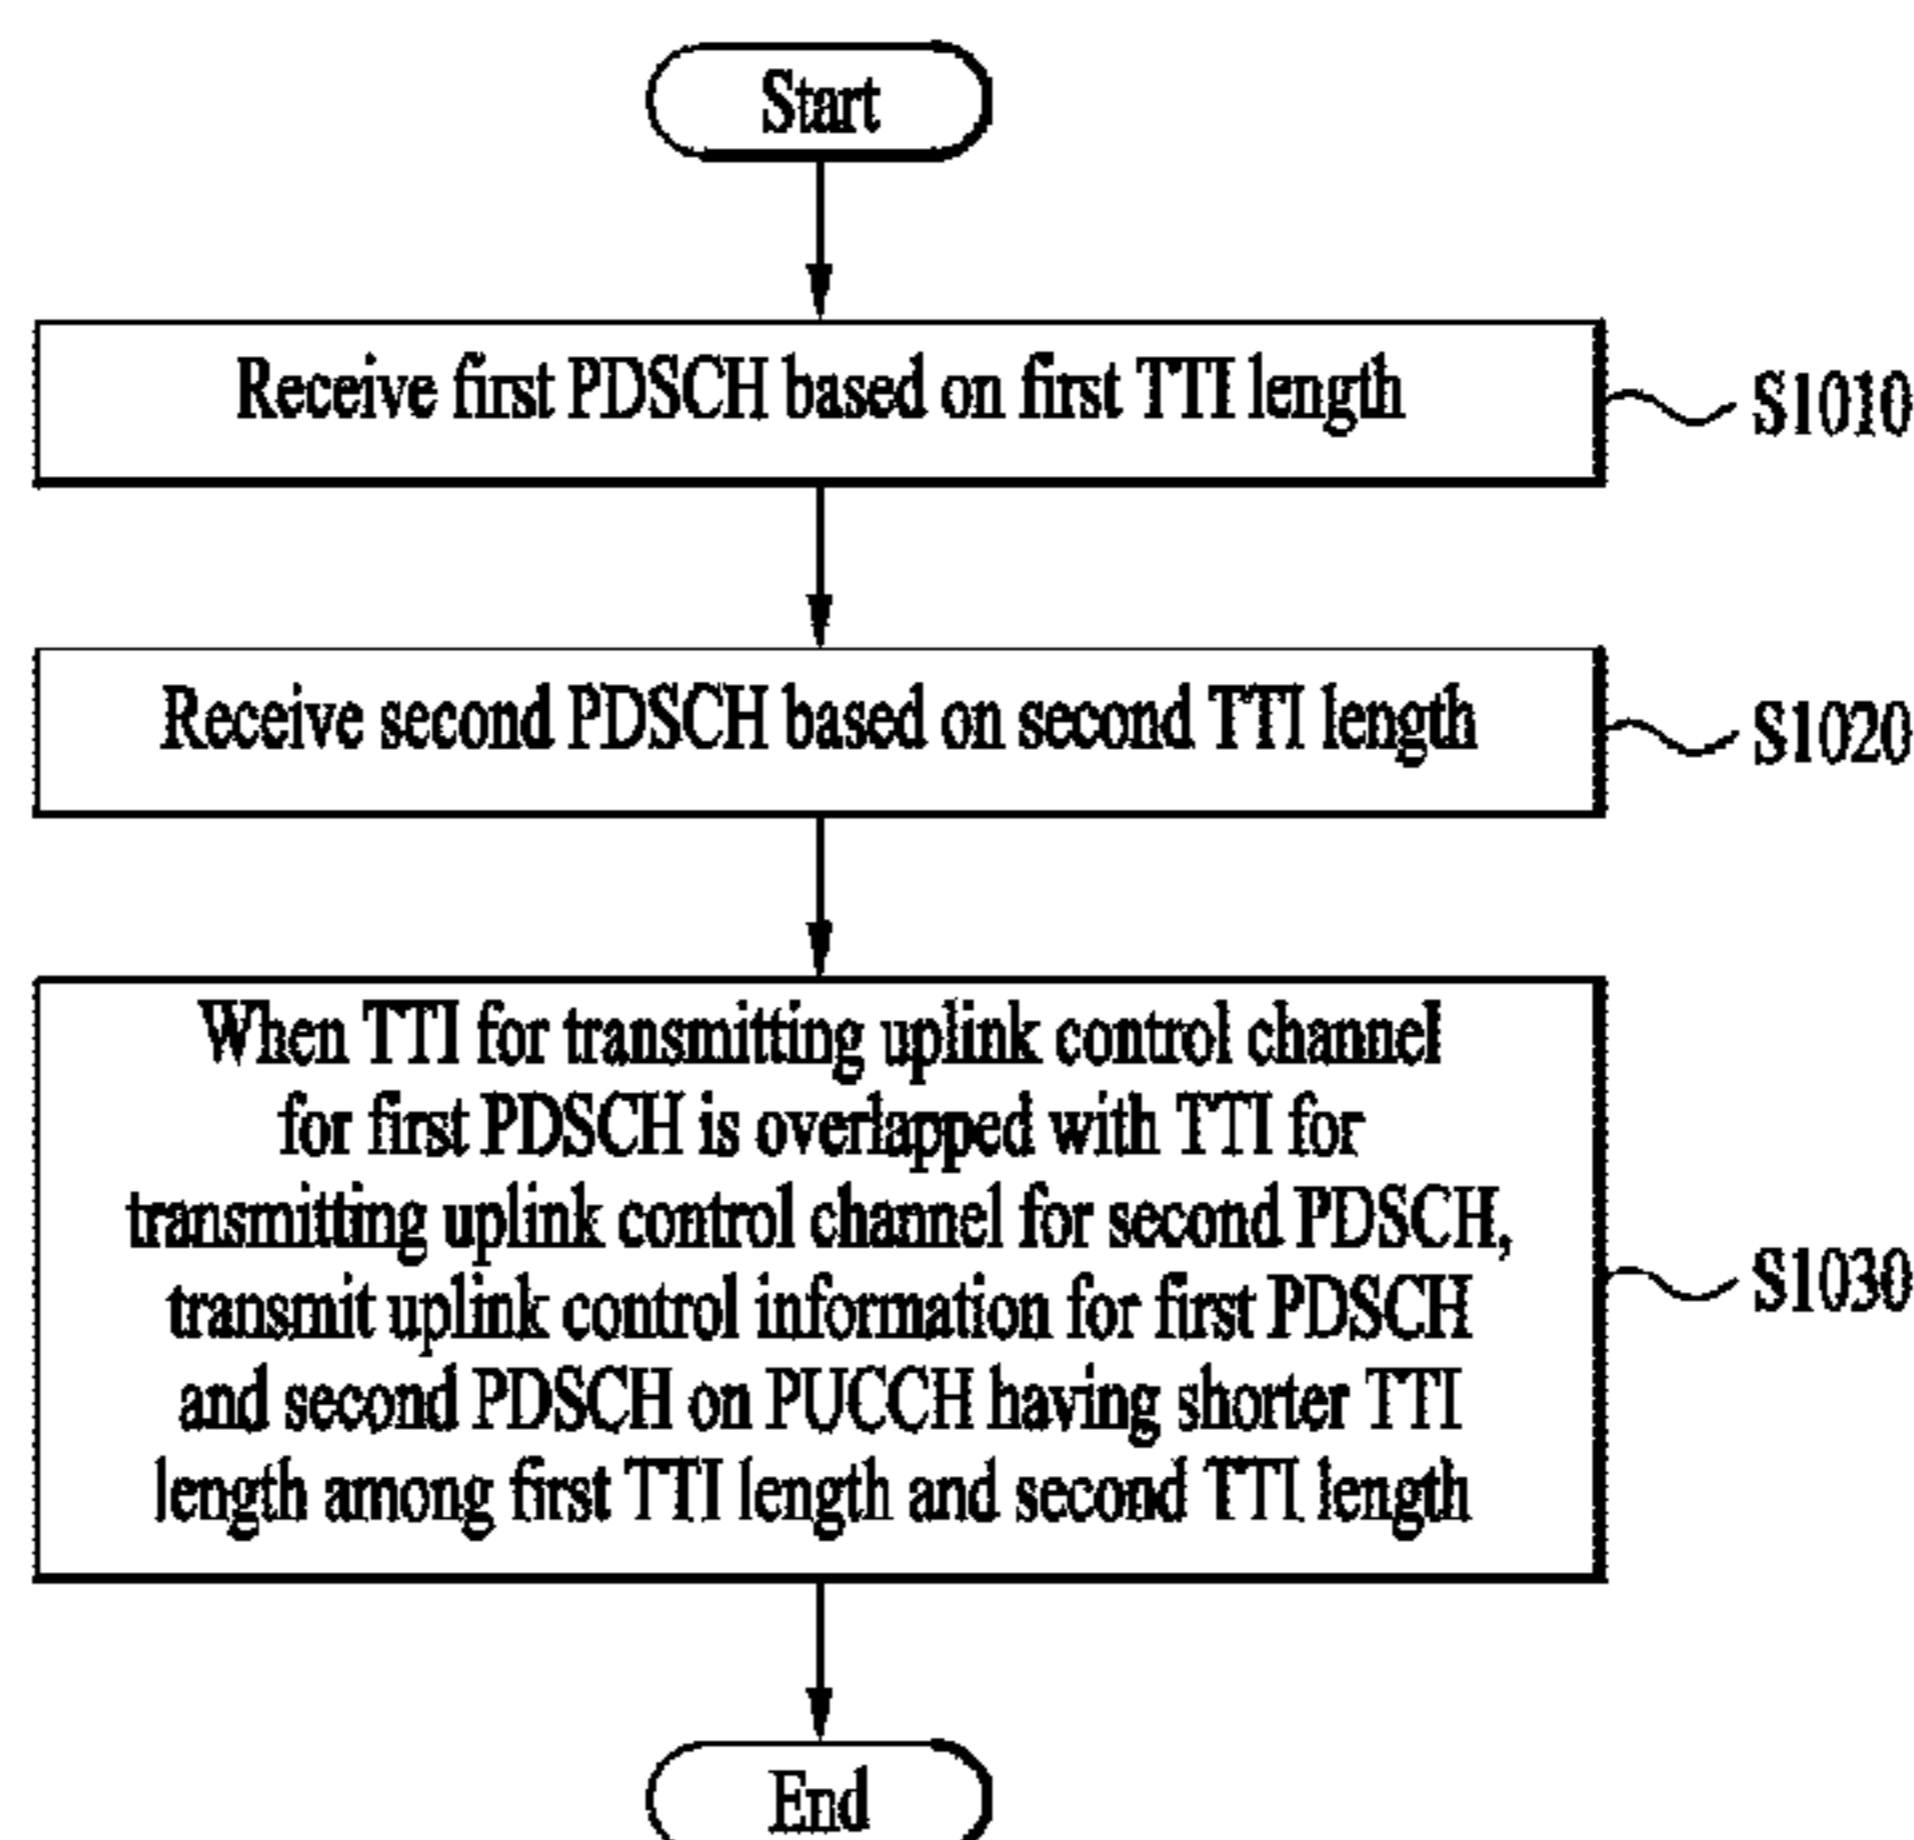 Start
Receive first PDSCH based on first TTI length
S1010
Receive second PDSCH based on second TTI length
S1020
When TTI for transmitting uplink control channel
for first PDSCH is overlapped with TTI for
transmitting uplink control channel for second PDSCH,
transmit uplink control information for first PDSCH
and second PDSCH on PUCCH having shorter TTI
length among first TTI length and second TTI length
S1030
End